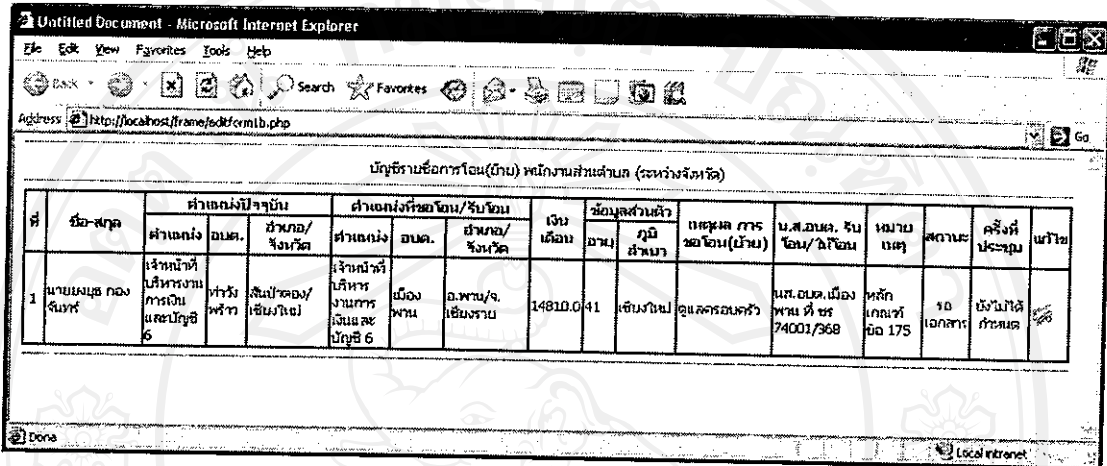 Untitled Document - Microsoft Internet Explorer
File Edit View Favorites Tools Help
Back Search Favorites
Address http://localhost/frame/editform1b.php Go
บัญชีรายชื่อการโอน(ย้าย) พนักงานส่วนตำบล (ระหว่างจังหวัด)
ที่ ชื่อ-สกุล ตำแหน่งปัจจุบัน ตำแหน่งที่ขอโอน/รับโอน เงินเดือน ข้อมูลส่วนตัว เหตุผล การขอโอน(ย้าย) น.ส.อบต. รับโอน/ให้โอน หมายเหตุ สถานะ ครั้งที่ประชุม แก้ไข
ตำแหน่ง อบต. อำเภอ/จังหวัด ตำแหน่ง อบต. อำเภอ/จังหวัด อายุ ภูมิลำเนา
1 นายยงยุธ กองจันทร์ เจ้าหน้าที่บริหารงานการเงินและบัญชี 6 ท่าวังพร้าว สันป่าตอง/เชียงใหม่ เจ้าหน้าที่บริหารงานการเงินและบัญชี 6 เมืองพาน อ.พาน/จ.เชียงราย 14810.0 41 เชียงใหม่ ดูแลครอบครัว นส.อบต.เมืองพาน ที่ ชร 74001/368 หลักเกณฑ์ ข้อ 175 รอเอกสาร ยังไม่ได้กำหนด
Done Local intranet